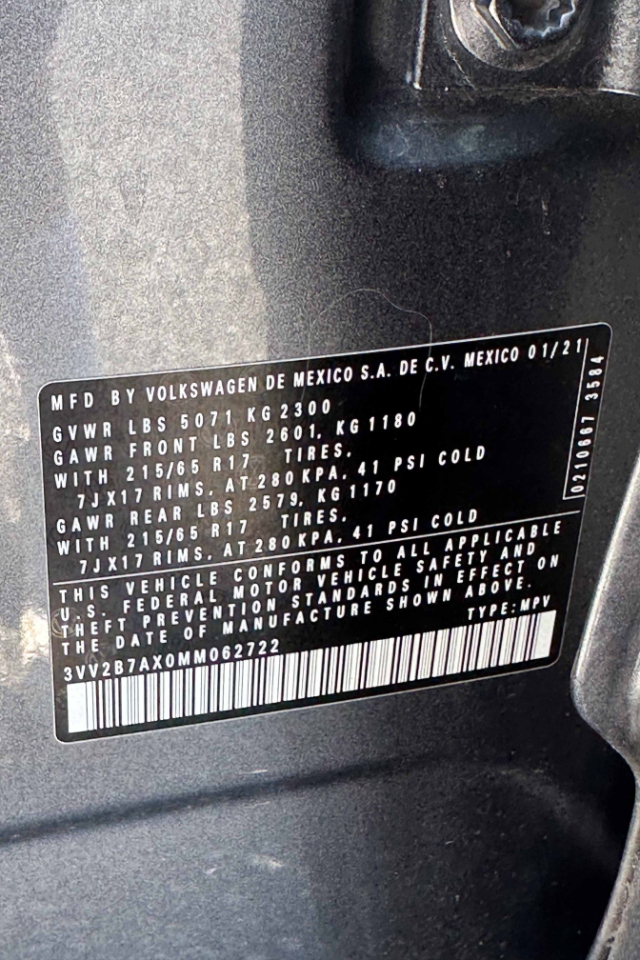 MFD BY VOLKSWAGEN DE MEXICO S.A. DE C.V. MEXICO 01/21
GVWR LBS 5071 KG 2300
GAWR FRONT LBS 2601, KG 1180
WITH 215/65 R17 TIRES,
7JX17 RIMS, AT 280 KPA, 41 PSI COLD
GAWR REAR LBS 2579, KG 1170
WITH 215/65 R17 TIRES,
7JX17 RIMS, AT 280 KPA, 41 PSI COLD
0210667 3584
THIS VEHICLE CONFORMS TO ALL APPLICABLE
U.S. FEDERAL MOTOR VEHICLE SAFETY AND
THEFT PREVENTION STANDARDS IN EFFECT ON
THE DATE OF MANUFACTURE SHOWN ABOVE.
TYPE: MPV
3VV2B7AX0MM062722